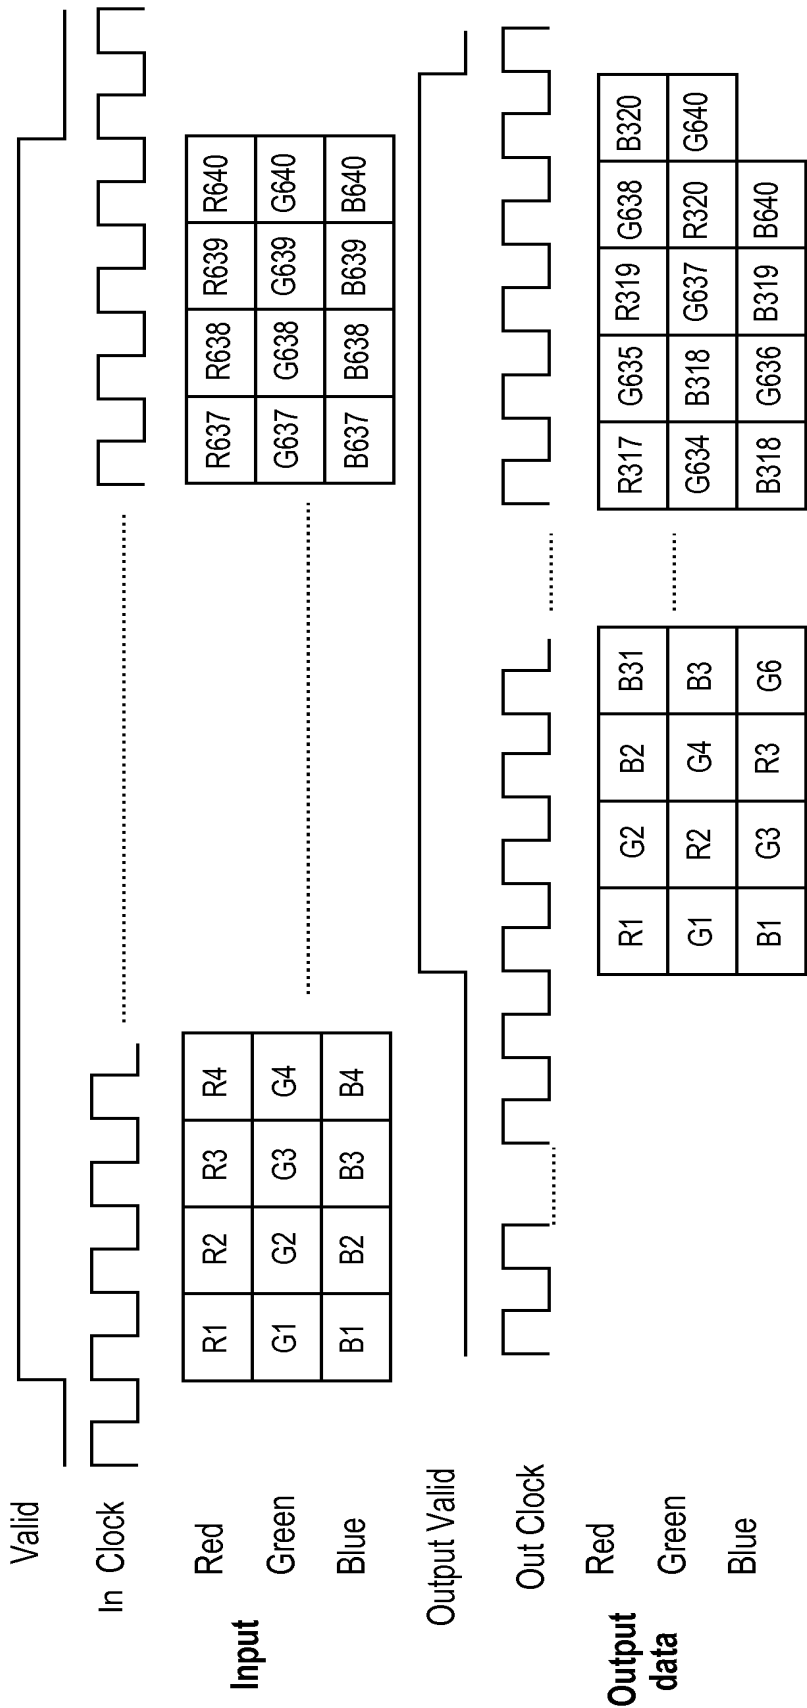 Valid
In Clock
Input
Red R1 R2 R3 R4 R637 R638 R639 R640
Green G1 G2 G3 G4 G637 G638 G639 G640
Blue B1 B2 B3 B4 B637 B638 B639 B640
Output Valid
Out Clock
Output
data
Red R1 G2 B2 B31 R317 G635 R319 G638 B320
Green G1 R2 G4 B3 G634 B318 G637 R320 G640
Blue B1 G3 R3 G6 B318 G636 B319 B640